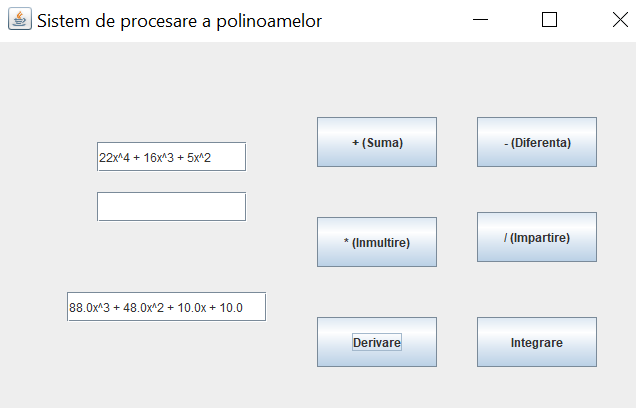 Sistem de procesare a polinoamelor
22x^4 + 16x^3 + 5x^2
+ (Suma)
- (Diferenta)
* (Inmultire)
/ (Impartire)
88.0x^3 + 48.0x^2 + 10.0x + 10.0
Derivare
Integrare